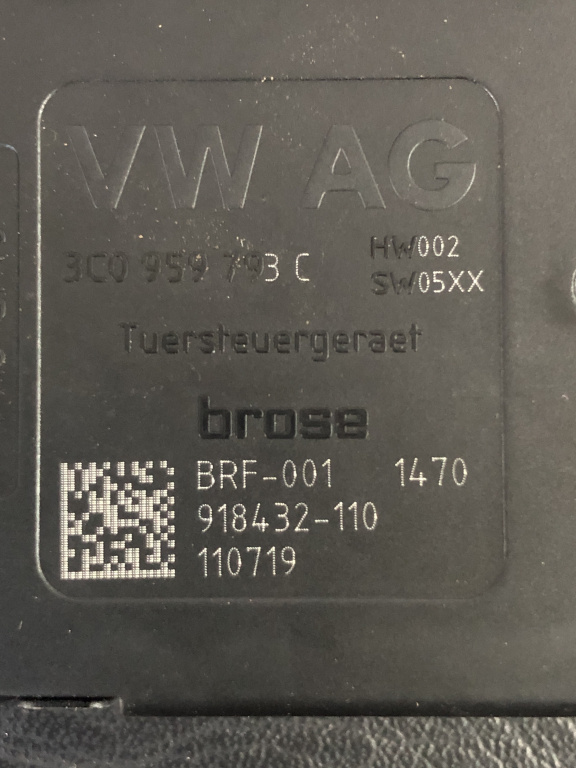 VW AG
3C0 959 793 C
HW002
SW05XX
Tuersteuergeraet
brose
BRF-001 1470
918432-110
110719